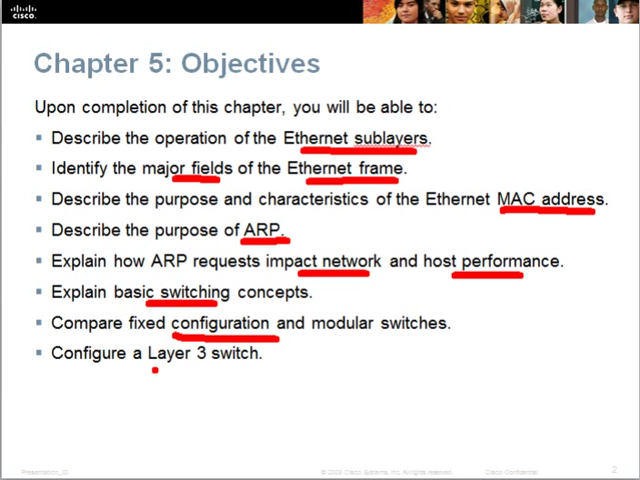 CISCO.
Chapter 5: Objectives
Upon completion of this chapter, you will be able to:
Describe the operation of the Ethernet sublayers.
Identify the major fields of the Ethernet frame.
Describe the purpose and characteristics of the Ethernet MAC address.
Describe the purpose of ARP.
Explain how ARP requests impact network and host performance.
Explain basic switching concepts.
Compare fixed configuration and modular switches.
Configure a Layer 3 switch.
Presentation_ID © 2008 Cisco Systems, Inc. All rights reserved. Cisco Confidential 2